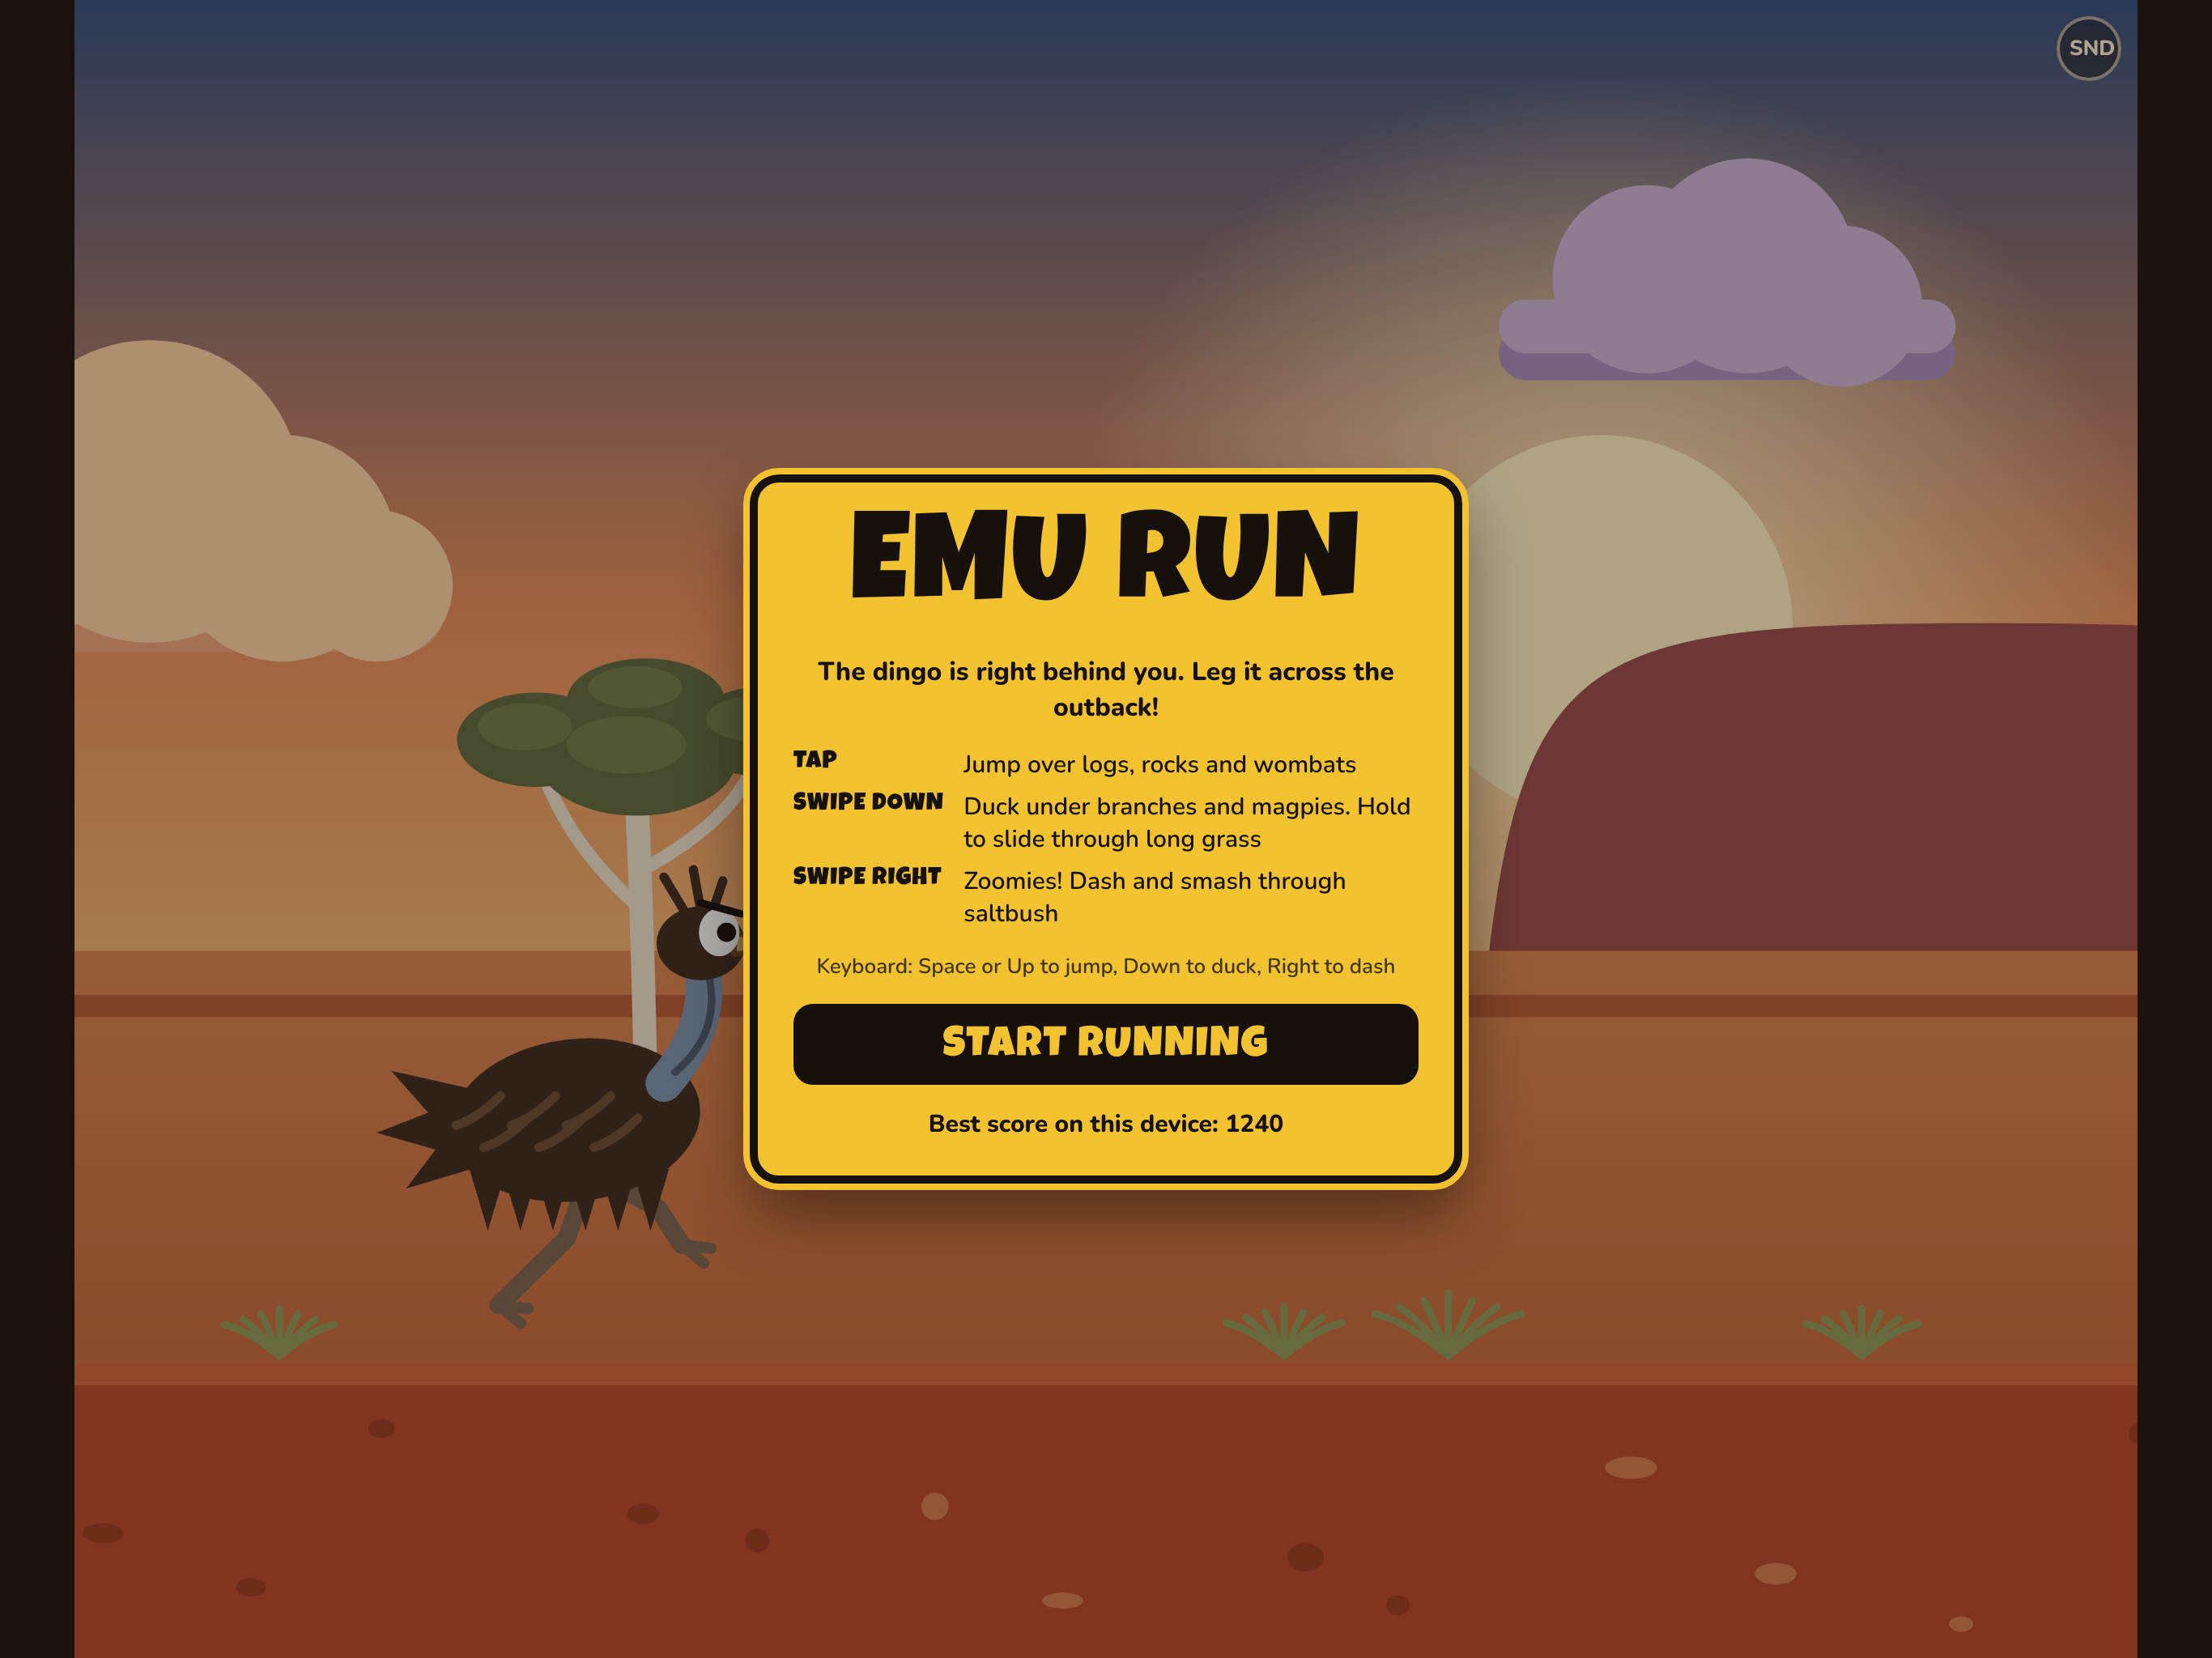 SND
EMU RUN
The dingo is right behind you. Leg it across the
outback!
TAP Jump over logs, rocks and wombats
SWIPE DOWN Duck under branches and magpies. Hold
to slide through long grass
SWIPE RIGHT Zoomies! Dash and smash through
saltbush
Keyboard: Space or Up to jump, Down to duck, Right to dash
START RUNNING
Best score on this device: 1240